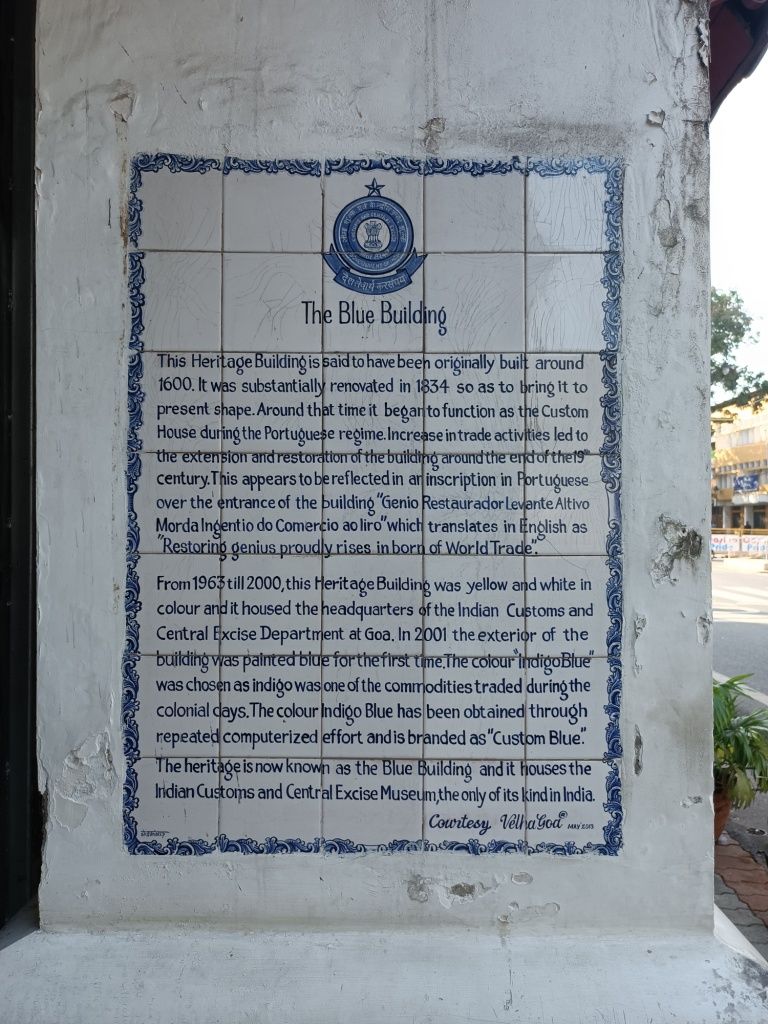 The Blue Building
This Heritage Building is said to have been originally built around
1600. It was substantially renovated in 1834 so as to bring it to
present shape. Around that time it began to function as the Custom
House during the Portuguese regime. Increase in trade activities led to
the extension and restoration of the building around the end of the 19th
century. This appears to be reflected in an inscription in Portuguese
over the entrance of the building "Genio Restaurador Levante Altivo
Morda Ingentio do Comercio ao liro" which translates in English as
"Restoring genius proudly rises in born of World Trade".
From 1963 till 2000, this Heritage Building was yellow and white in
colour and it housed the headquarters of the Indian Customs and
Central Excise Department at Goa. In 2001 the exterior of the
building was painted blue for the first time. The colour "Indigo Blue"
was chosen as indigo was one of the commodities traded during the
colonial days. The colour Indigo Blue has been obtained through
repeated computerized effort and is branded as "Custom Blue."
The heritage is now known as the Blue Building and it houses the
Indian Customs and Central Excise Museum, the only of its kind in India.
Courtesy Velha Goa MAY 2013